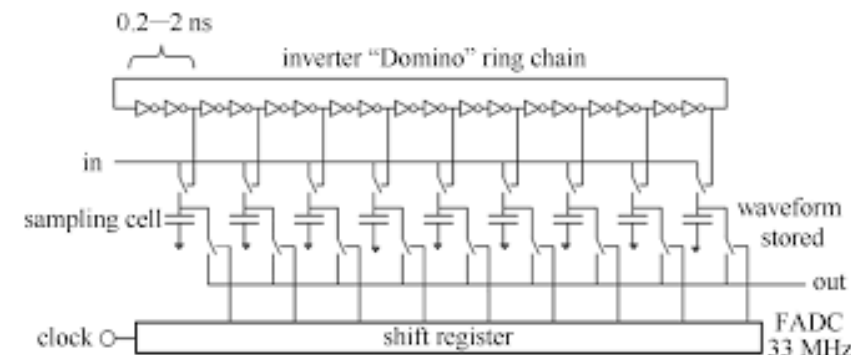 0.2—2 ns
inverter “Domino” ring chain
in
sampling cell
waveform
stored
out
clock
shift register
FADC
33 MHz